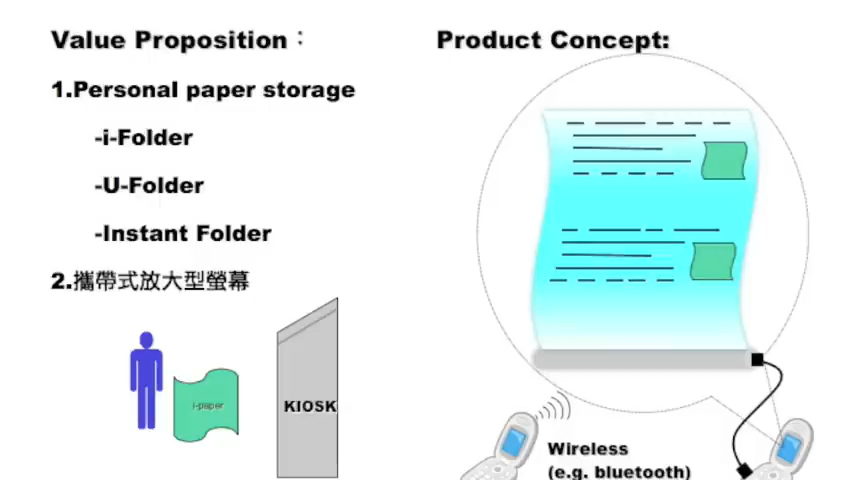 Value Proposition：
1.Personal paper storage
-i-Folder
-U-Folder
-Instant Folder
2.攜帶式放大型螢幕
i-paper
KIOSK
Product Concept:
Wireless
(e.g. bluetooth)